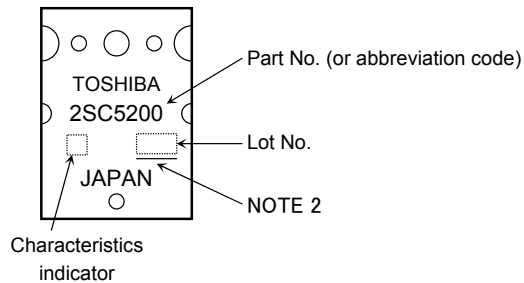 Part No. (or abbreviation code)
TOSHIBA
2SC5200
Lot No.
JAPAN
NOTE 2
Characteristics
indicator